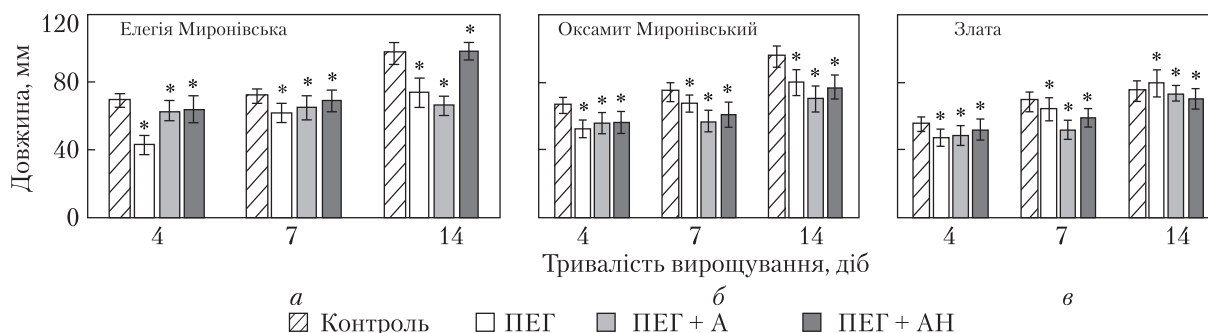 Довжина, мм
120
80
40
0
Елегія Миронівська
Оксамит Миронівський
Злата
* * * * * * * *
* * * * * * * * *
* * * * * * * * *
4 7 14
4 7 14
4 7 14
Тривалість вирощування, діб
а б в
Контроль ПЕГ ПЕГ + А ПЕГ + АН